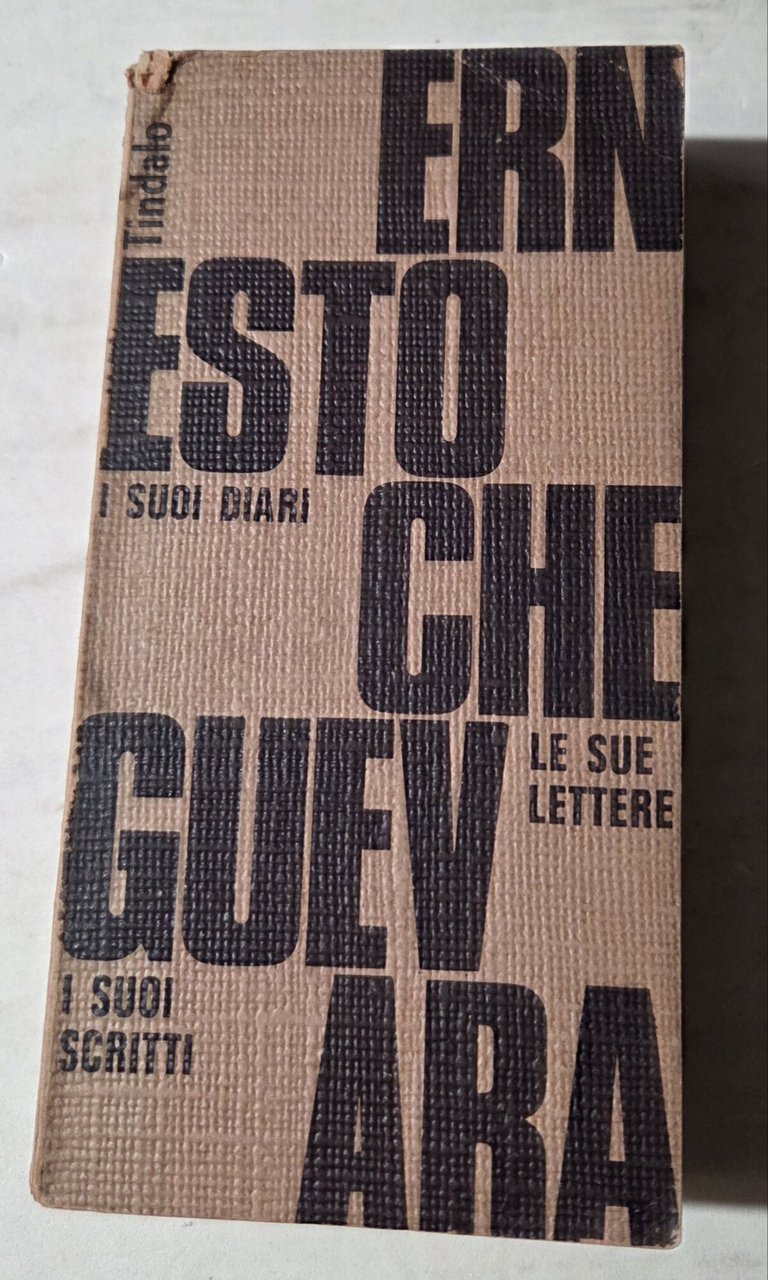 Tindalo
ERN
ESTO
I SUOI DIARI
CHE
GUEV
LE SUE
LETTERE
I SUOI
SCRITTI
ARA